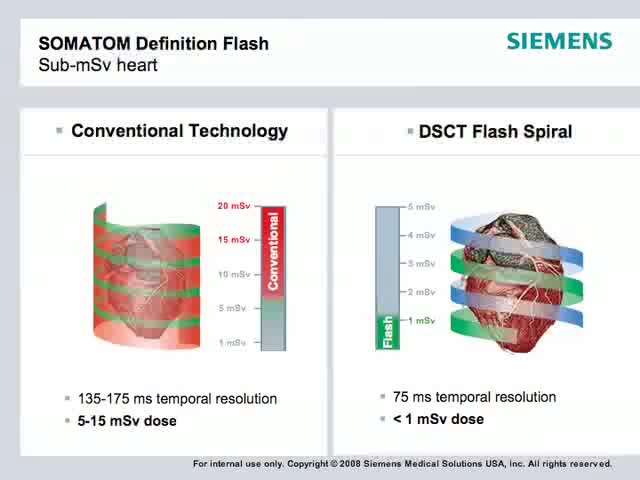 SOMATOM Definition Flash
SIEMENS
Sub-mSv heart
Conventional Technology
20 mSv
15 mSv
10 mSv
5 mSv
1 mSv
Conventional
135-175 ms temporal resolution
5-15 mSv dose
DSCT Flash Spiral
5 mSv
4 mSv
3 mSv
2 mSv
1 mSv
Flash
75 ms temporal resolution
< 1 mSv dose
For internal use only. Copyright © 2008 Siemens Medical Solutions USA, Inc. All rights reserved.